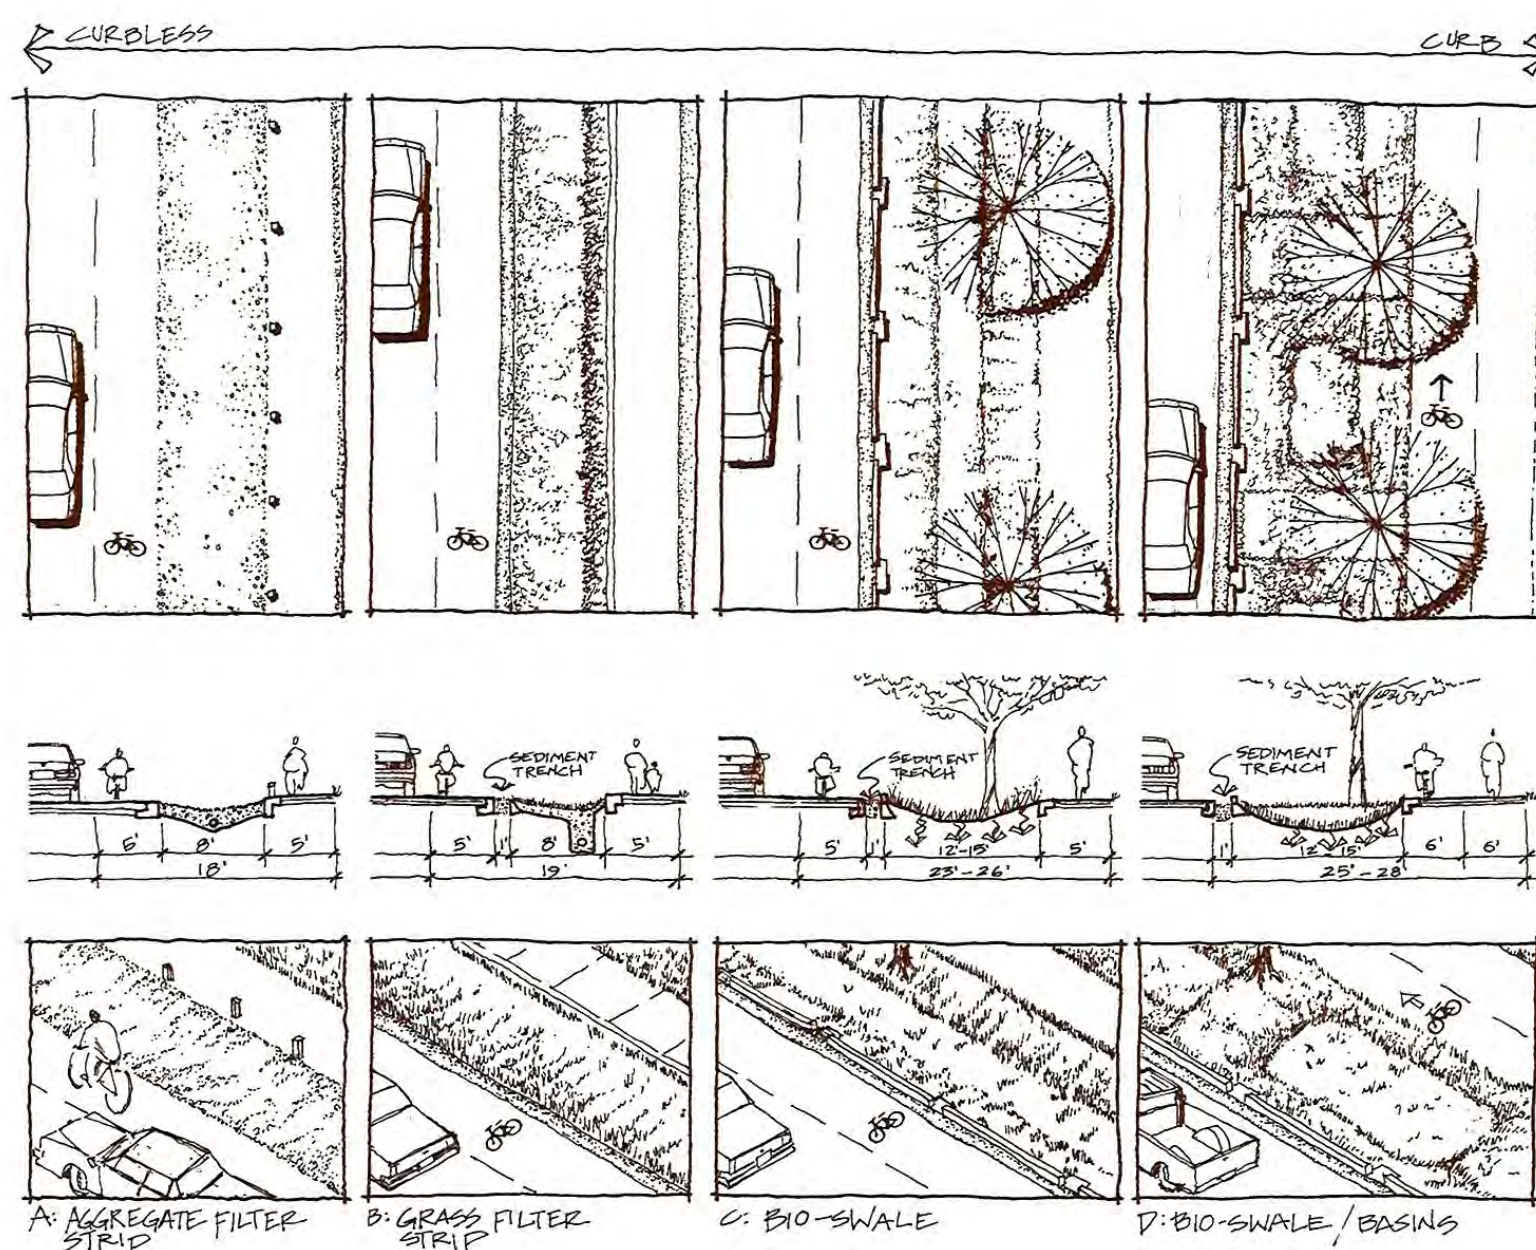 CURBLESS
CURB
SEDIMENT
TRENCH
SEDIMENT
TRENCH
SEDIMENT
TRENCH
5' 8' 5'
18'
5' 1' 8' 5'
19'
5' 1' 12'-15' 5'
23'-26'
1' 12'-15' 6' 6'
25'-28'
A: AGGREGATE FILTER
STRIP
B: GRASS FILTER
STRIP
C: BIO-SWALE
D: BIO-SWALE / BASINS